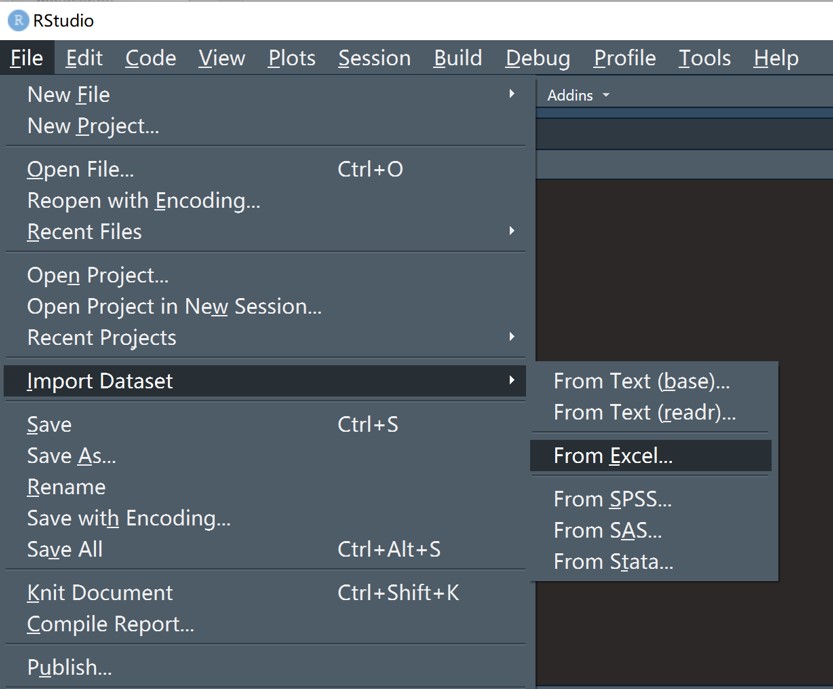 R RStudio
File Edit Code View Plots Session Build Debug Profile Tools Help
Addins
New File
New Project...
Open File... Ctrl+O
Reopen with Encoding...
Recent Files
Open Project...
Open Project in New Session...
Recent Projects
Import Dataset
Save Ctrl+S
Save As...
Rename
Save with Encoding...
Save All Ctrl+Alt+S
Knit Document Ctrl+Shift+K
Compile Report...
Publish...
From Text (base)...
From Text (readr)...
From Excel...
From SPSS...
From SAS...
From Stata...